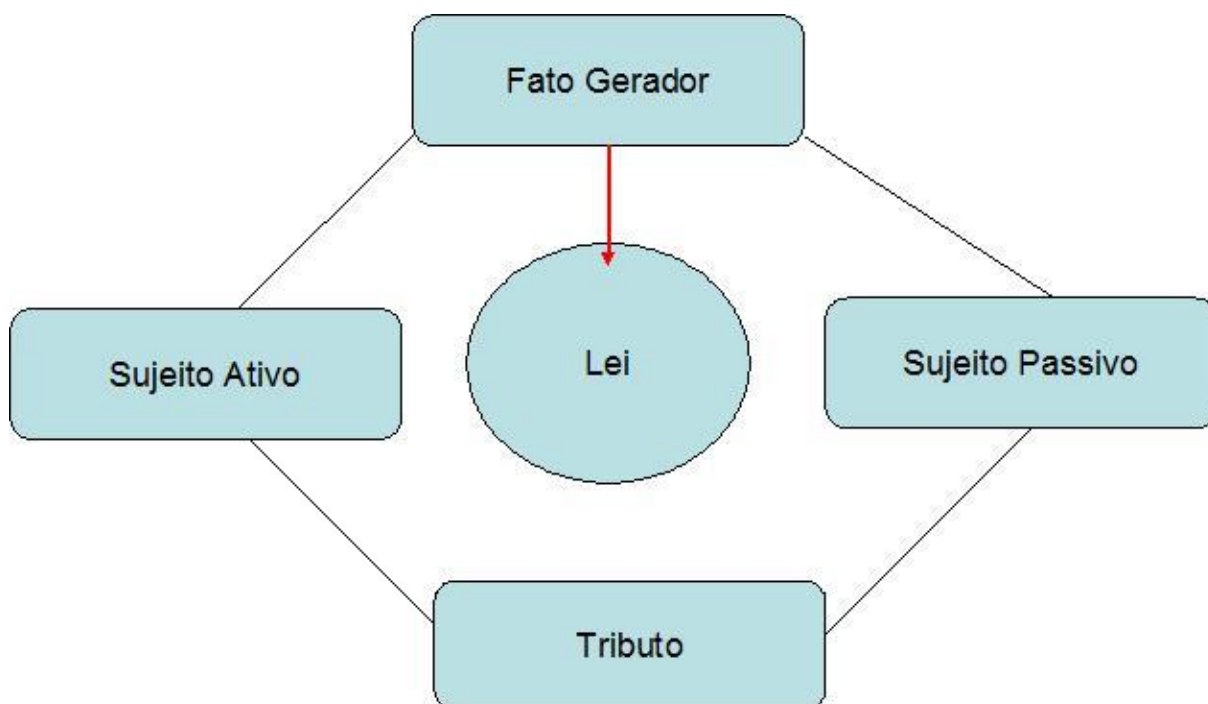 Fato Gerador
Sujeito Ativo
Lei
Sujeito Passivo
Tributo